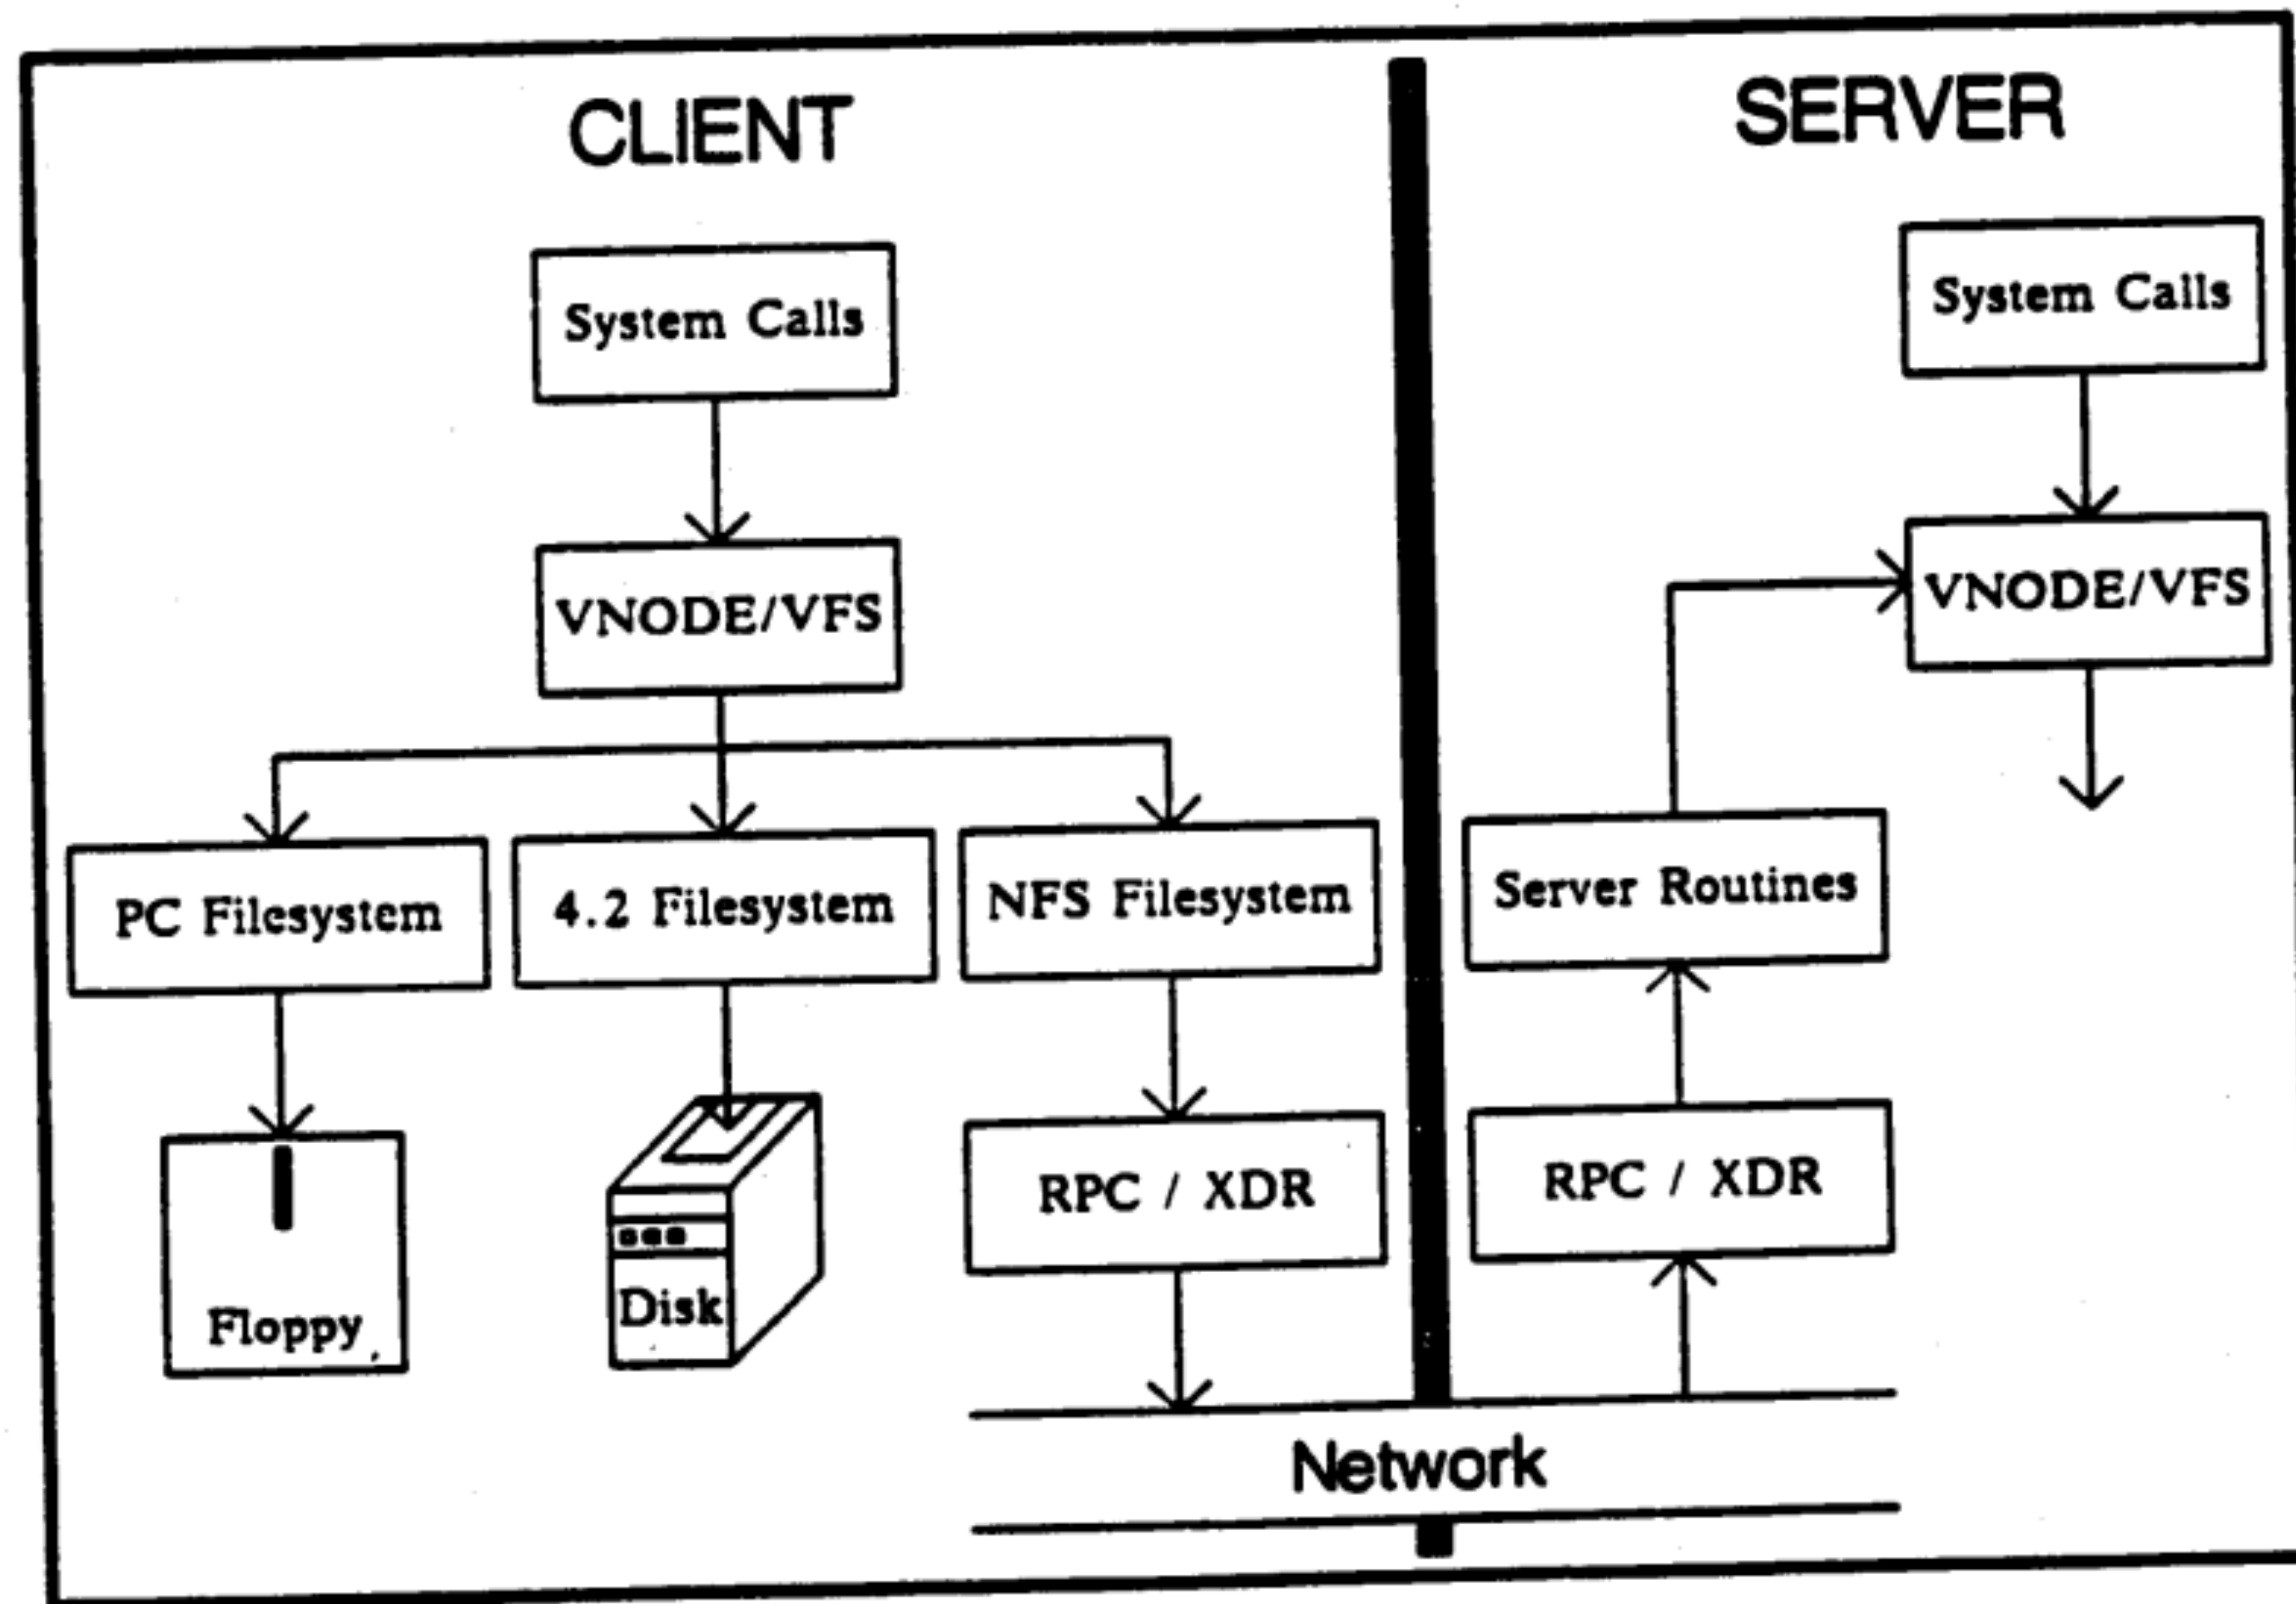 CLIENT
SERVER
System Calls
System Calls
VNODE/VFS
VNODE/VFS
PC Filesystem
4.2 Filesystem
NFS Filesystem
Server Routines
RPC / XDR
RPC / XDR
Floppy
Disk
Network